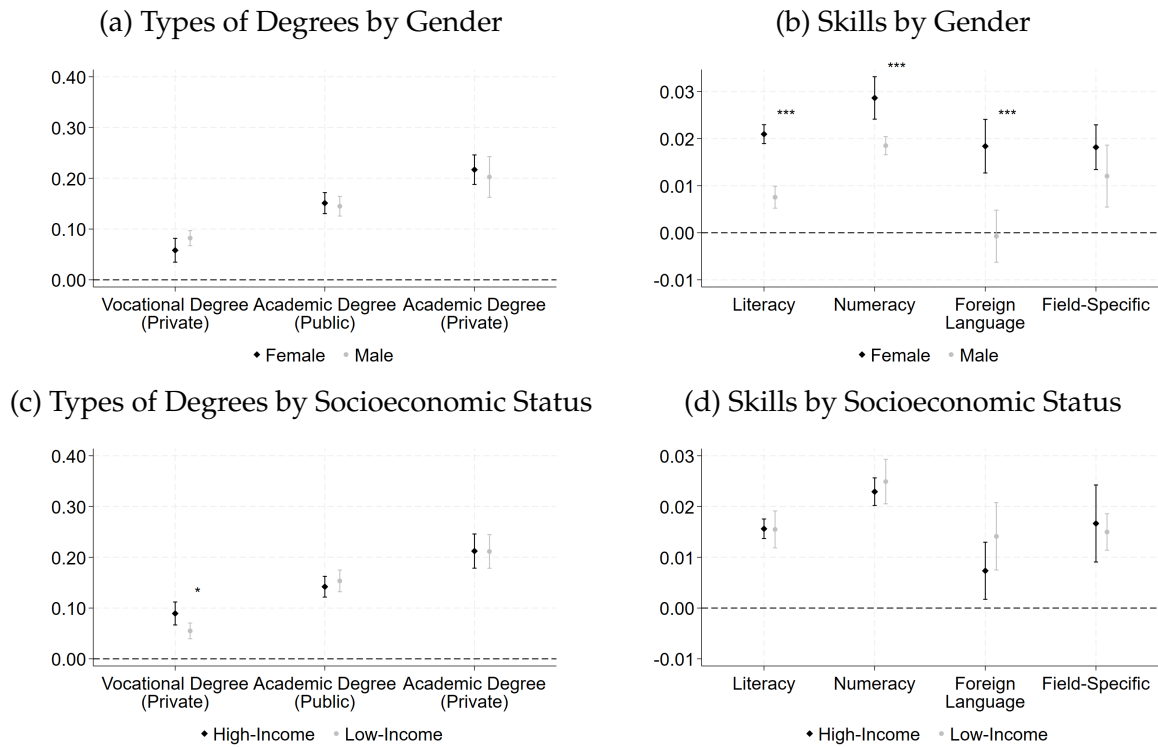 (a) Types of Degrees by Gender
0.40
0.30
0.20
0.10
0.00
Vocational Degree
(Private)
Academic Degree
(Public)
Academic Degree
(Private)
Female Male
(b) Skills by Gender
0.03
0.02
0.01
0.00
-0.01
***
***
***
Literacy
Numeracy
Foreign
Language
Field-Specific
Female Male
(c) Types of Degrees by Socioeconomic Status
0.40
0.30
0.20
0.10
0.00
*
Vocational Degree
(Private)
Academic Degree
(Public)
Academic Degree
(Private)
High-Income Low-Income
(d) Skills by Socioeconomic Status
0.03
0.02
0.01
0.00
-0.01
Literacy
Numeracy
Foreign
Language
Field-Specific
High-Income Low-Income